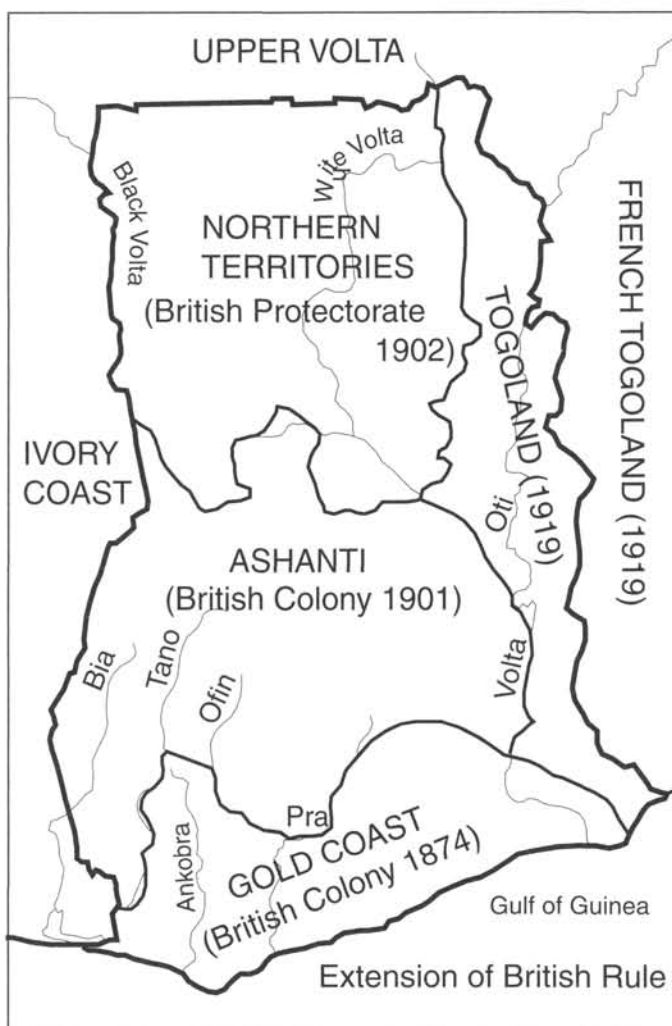 UPPER VOLTA
Black Volta
White Volta
NORTHERN
TERRITORIES
(British Protectorate
1902)
FRENCH TOGOLAND (1919)
TOGOLAND (1919)
IVORY
COAST
Oti
ASHANTI
(British Colony 1901)
Bia
Tano
Ofin
Volta
Pra
Ankobra
GOLD COAST
(British Colony 1874)
Gulf of Guinea
Extension of British Rule